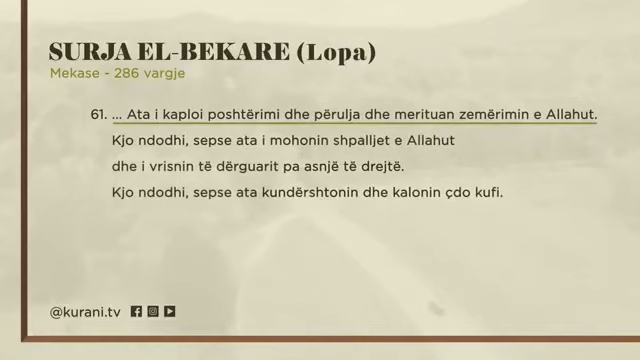 SURJA EL-BEKARE (Lopa)
Mekase - 286 vargje
61. ... Ata i kaploi poshtërimi dhe përulja dhe merituan zemërimin e Allahut.
Kjo ndodhi, sepse ata i mohonin shpalljet e Allahut
dhe i vrisnin të dërguarit pa asnjë të drejtë.
Kjo ndodhi, sepse ata kundërshtonin dhe kalonin çdo kufi.
@kurani.tv